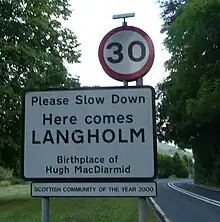 30
Please Slow Down
Here comes
LANGHOLM
Birthplace of
Hugh MacDiarmid
SCOTTISH COMMUNITY OF THE YEAR 2000